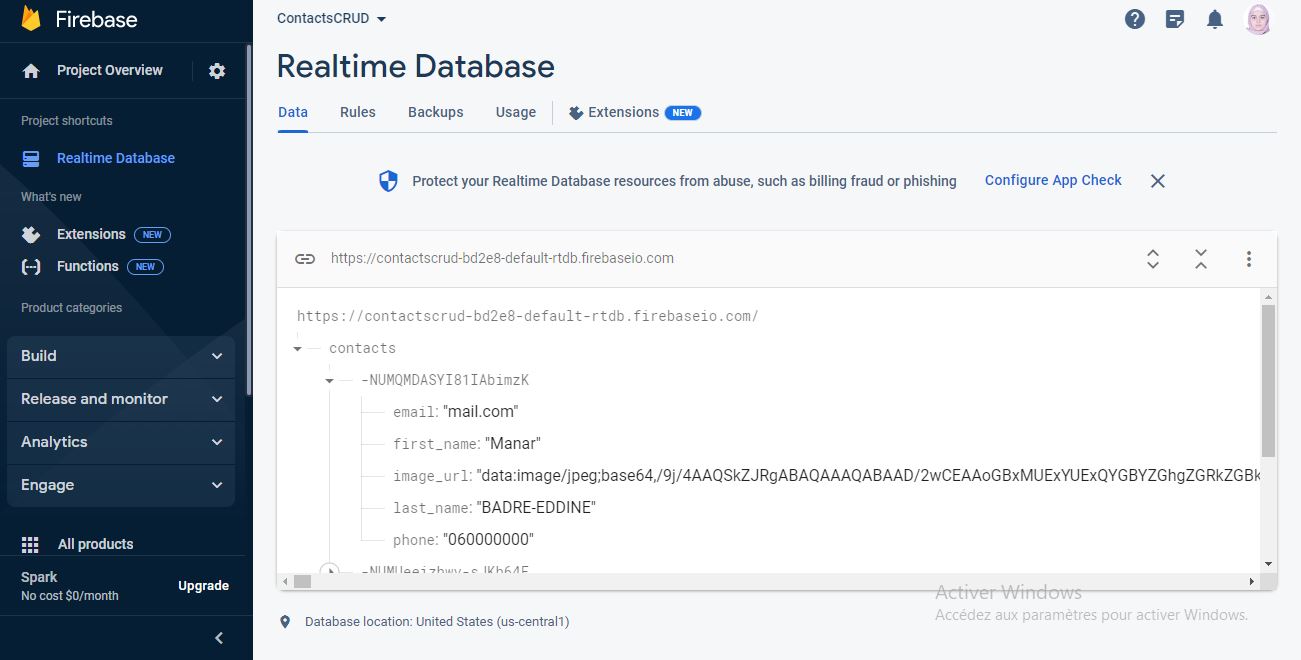 Firebase
ContactsCRUD
Project Overview
Realtime Database
Data Rules Backups Usage Extensions NEW
Project shortcuts
Realtime Database
What's new
Extensions NEW
Functions NEW
Product categories
Build
Release and monitor
Analytics
Engage
All products
Spark
No cost $0/month
Upgrade
Protect your Realtime Database resources from abuse, such as billing fraud or phishing Configure App Check
https://contactscrud-bd2e8-default-rtdb.firebaseio.com
https://contactscrud-bd2e8-default-rtdb.firebaseio.com/
contacts
-NUMQMDASYI81IAbimzK
email: "mail.com"
first_name: "Manar"
image_url: "data:image/jpeg;base64,/9j/4AAQSkZJRgABAQAAAQABAAD/2wCEAAoGBxMUExYUExQYGBYZGhgZGRkZGBk
last_name: "BADRE-EDDINE"
phone: "060000000"
Database location: United States (us-central1)
Activer Windows
Accédez aux paramètres pour activer Windows.